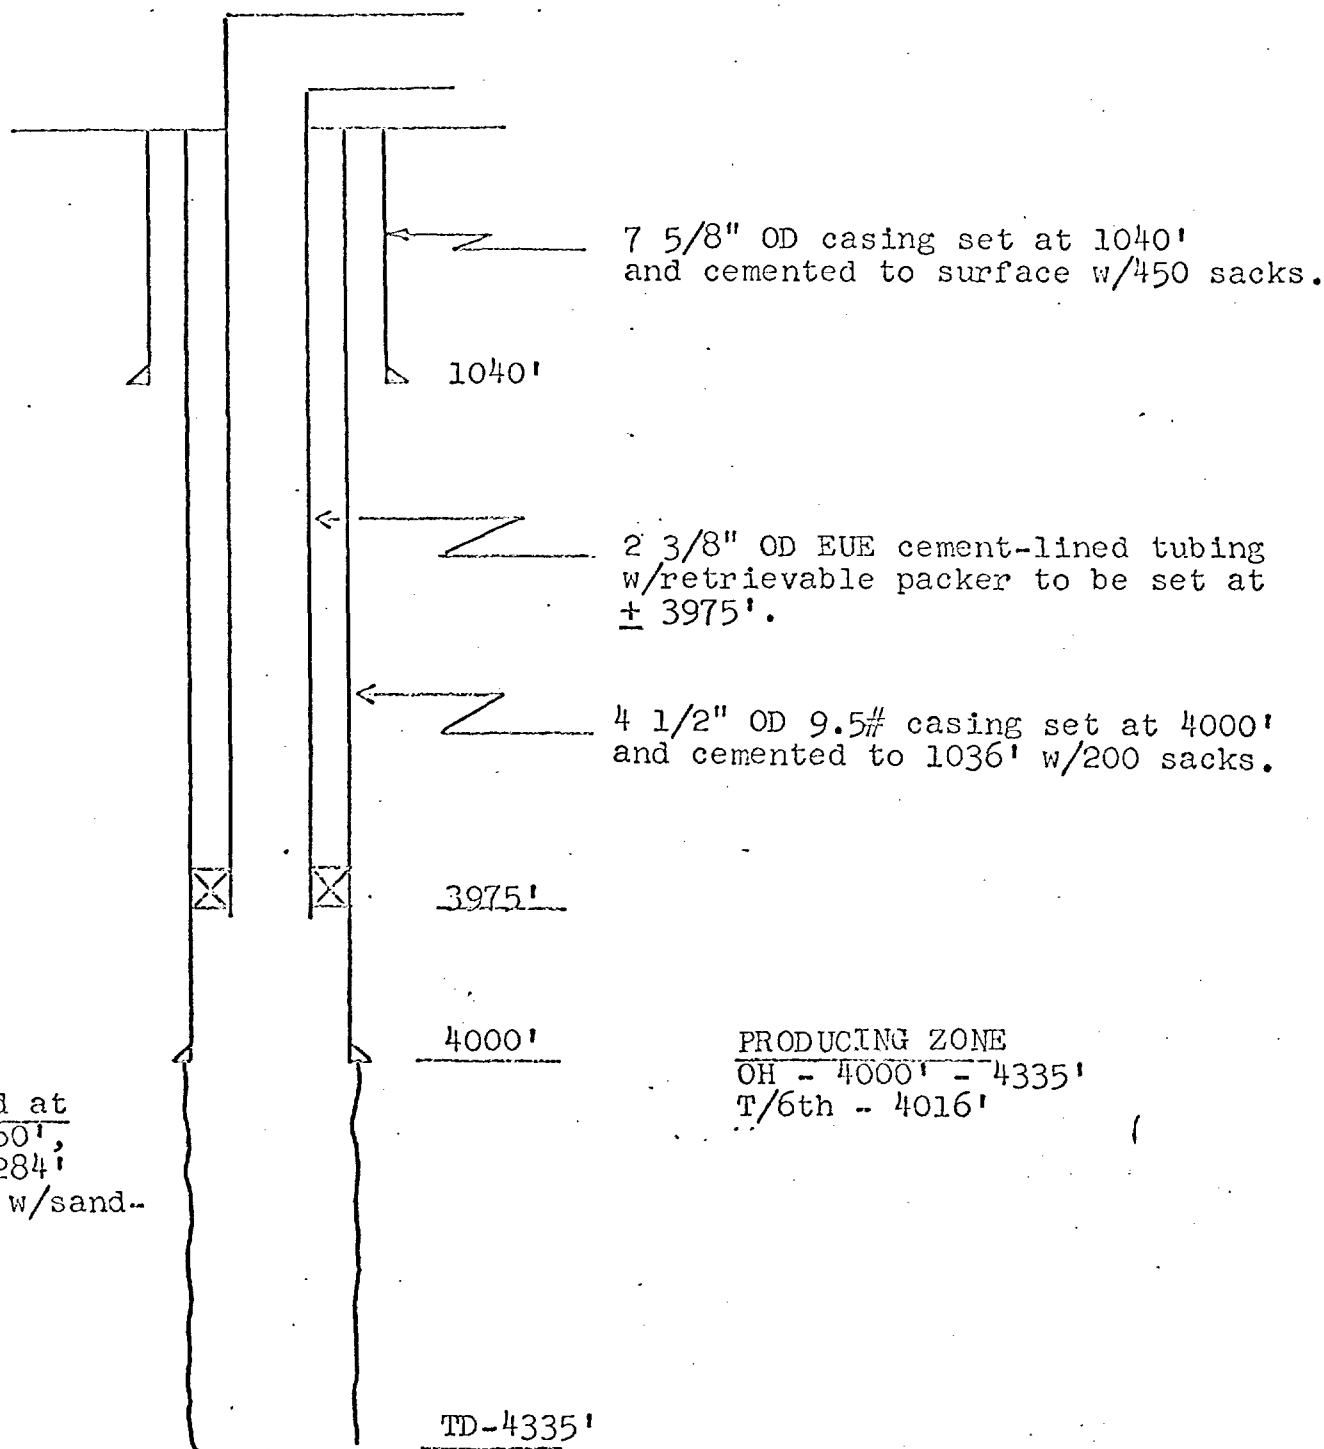 7 5/8" OD casing set at 1040'
and cemented to surface w/450 sacks.
1040'
2 3/8" OD EUE cement-lined tubing
w/retrievable packer to be set at
± 3975'.
4 1/2" OD 9.5# casing set at 4000'
and cemented to 1036' w/200 sacks.
3975'
4000'
PRODUCING ZONE
OH - 4000' - 4335'
T/6th - 4016'
at
284'
w/sand-
TD-4335'